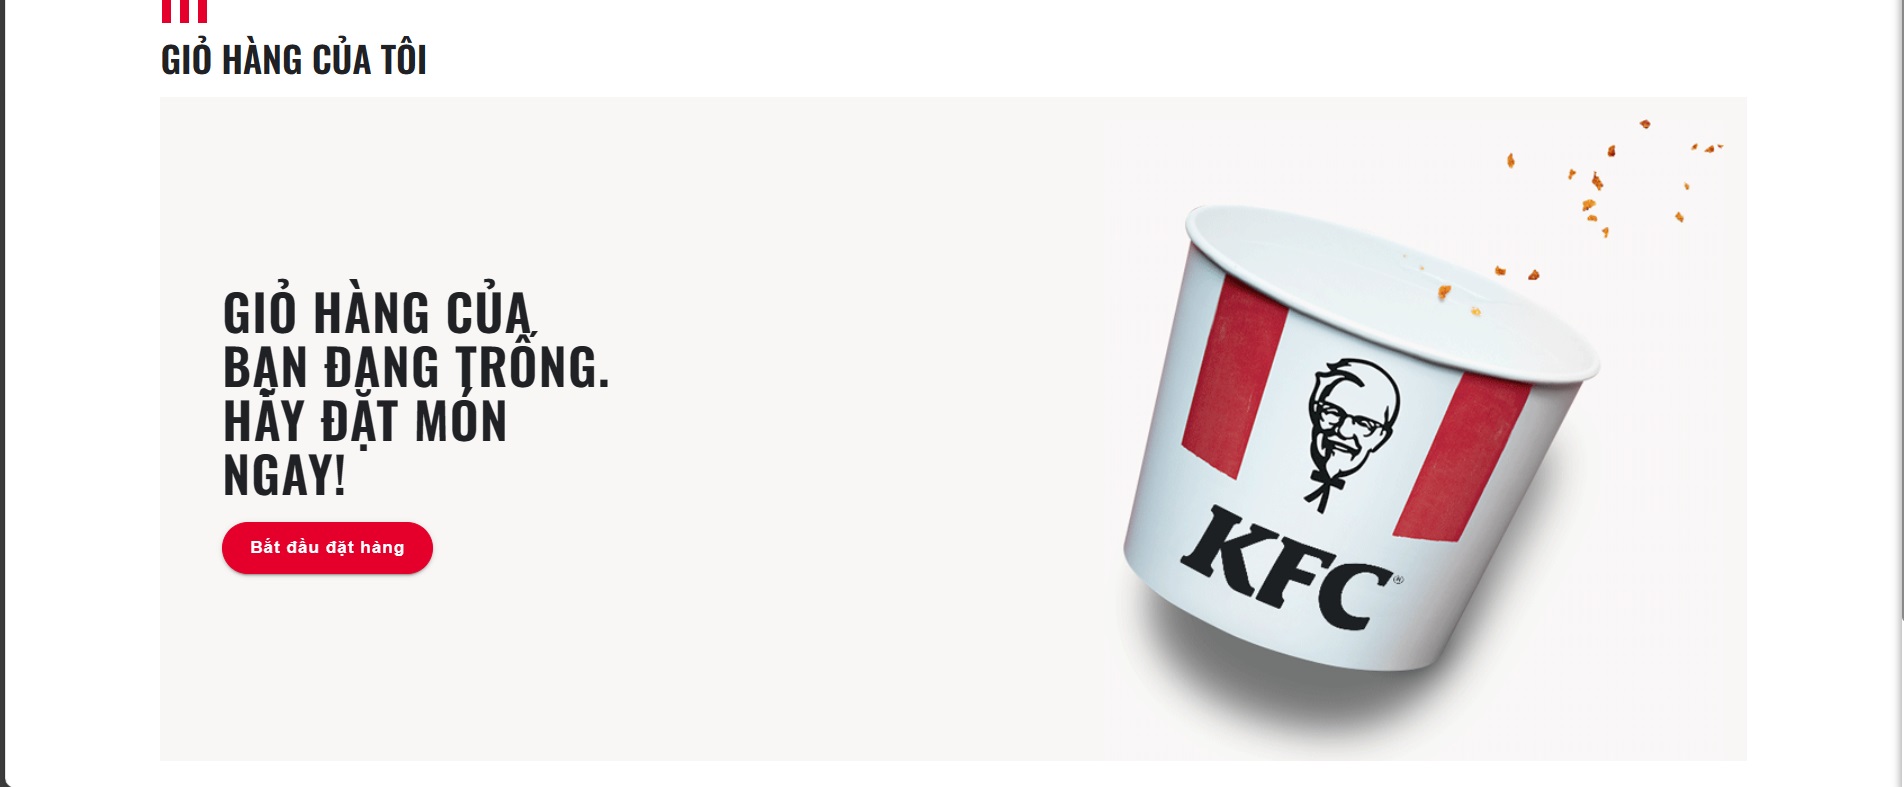 GIỎ HÀNG CỦA TÔI
GIỎ HÀNG CỦA
BẠN ĐANG TRỐNG.
HÃY ĐẶT MÓN
NGAY!
Bắt đầu đặt hàng
KFC®